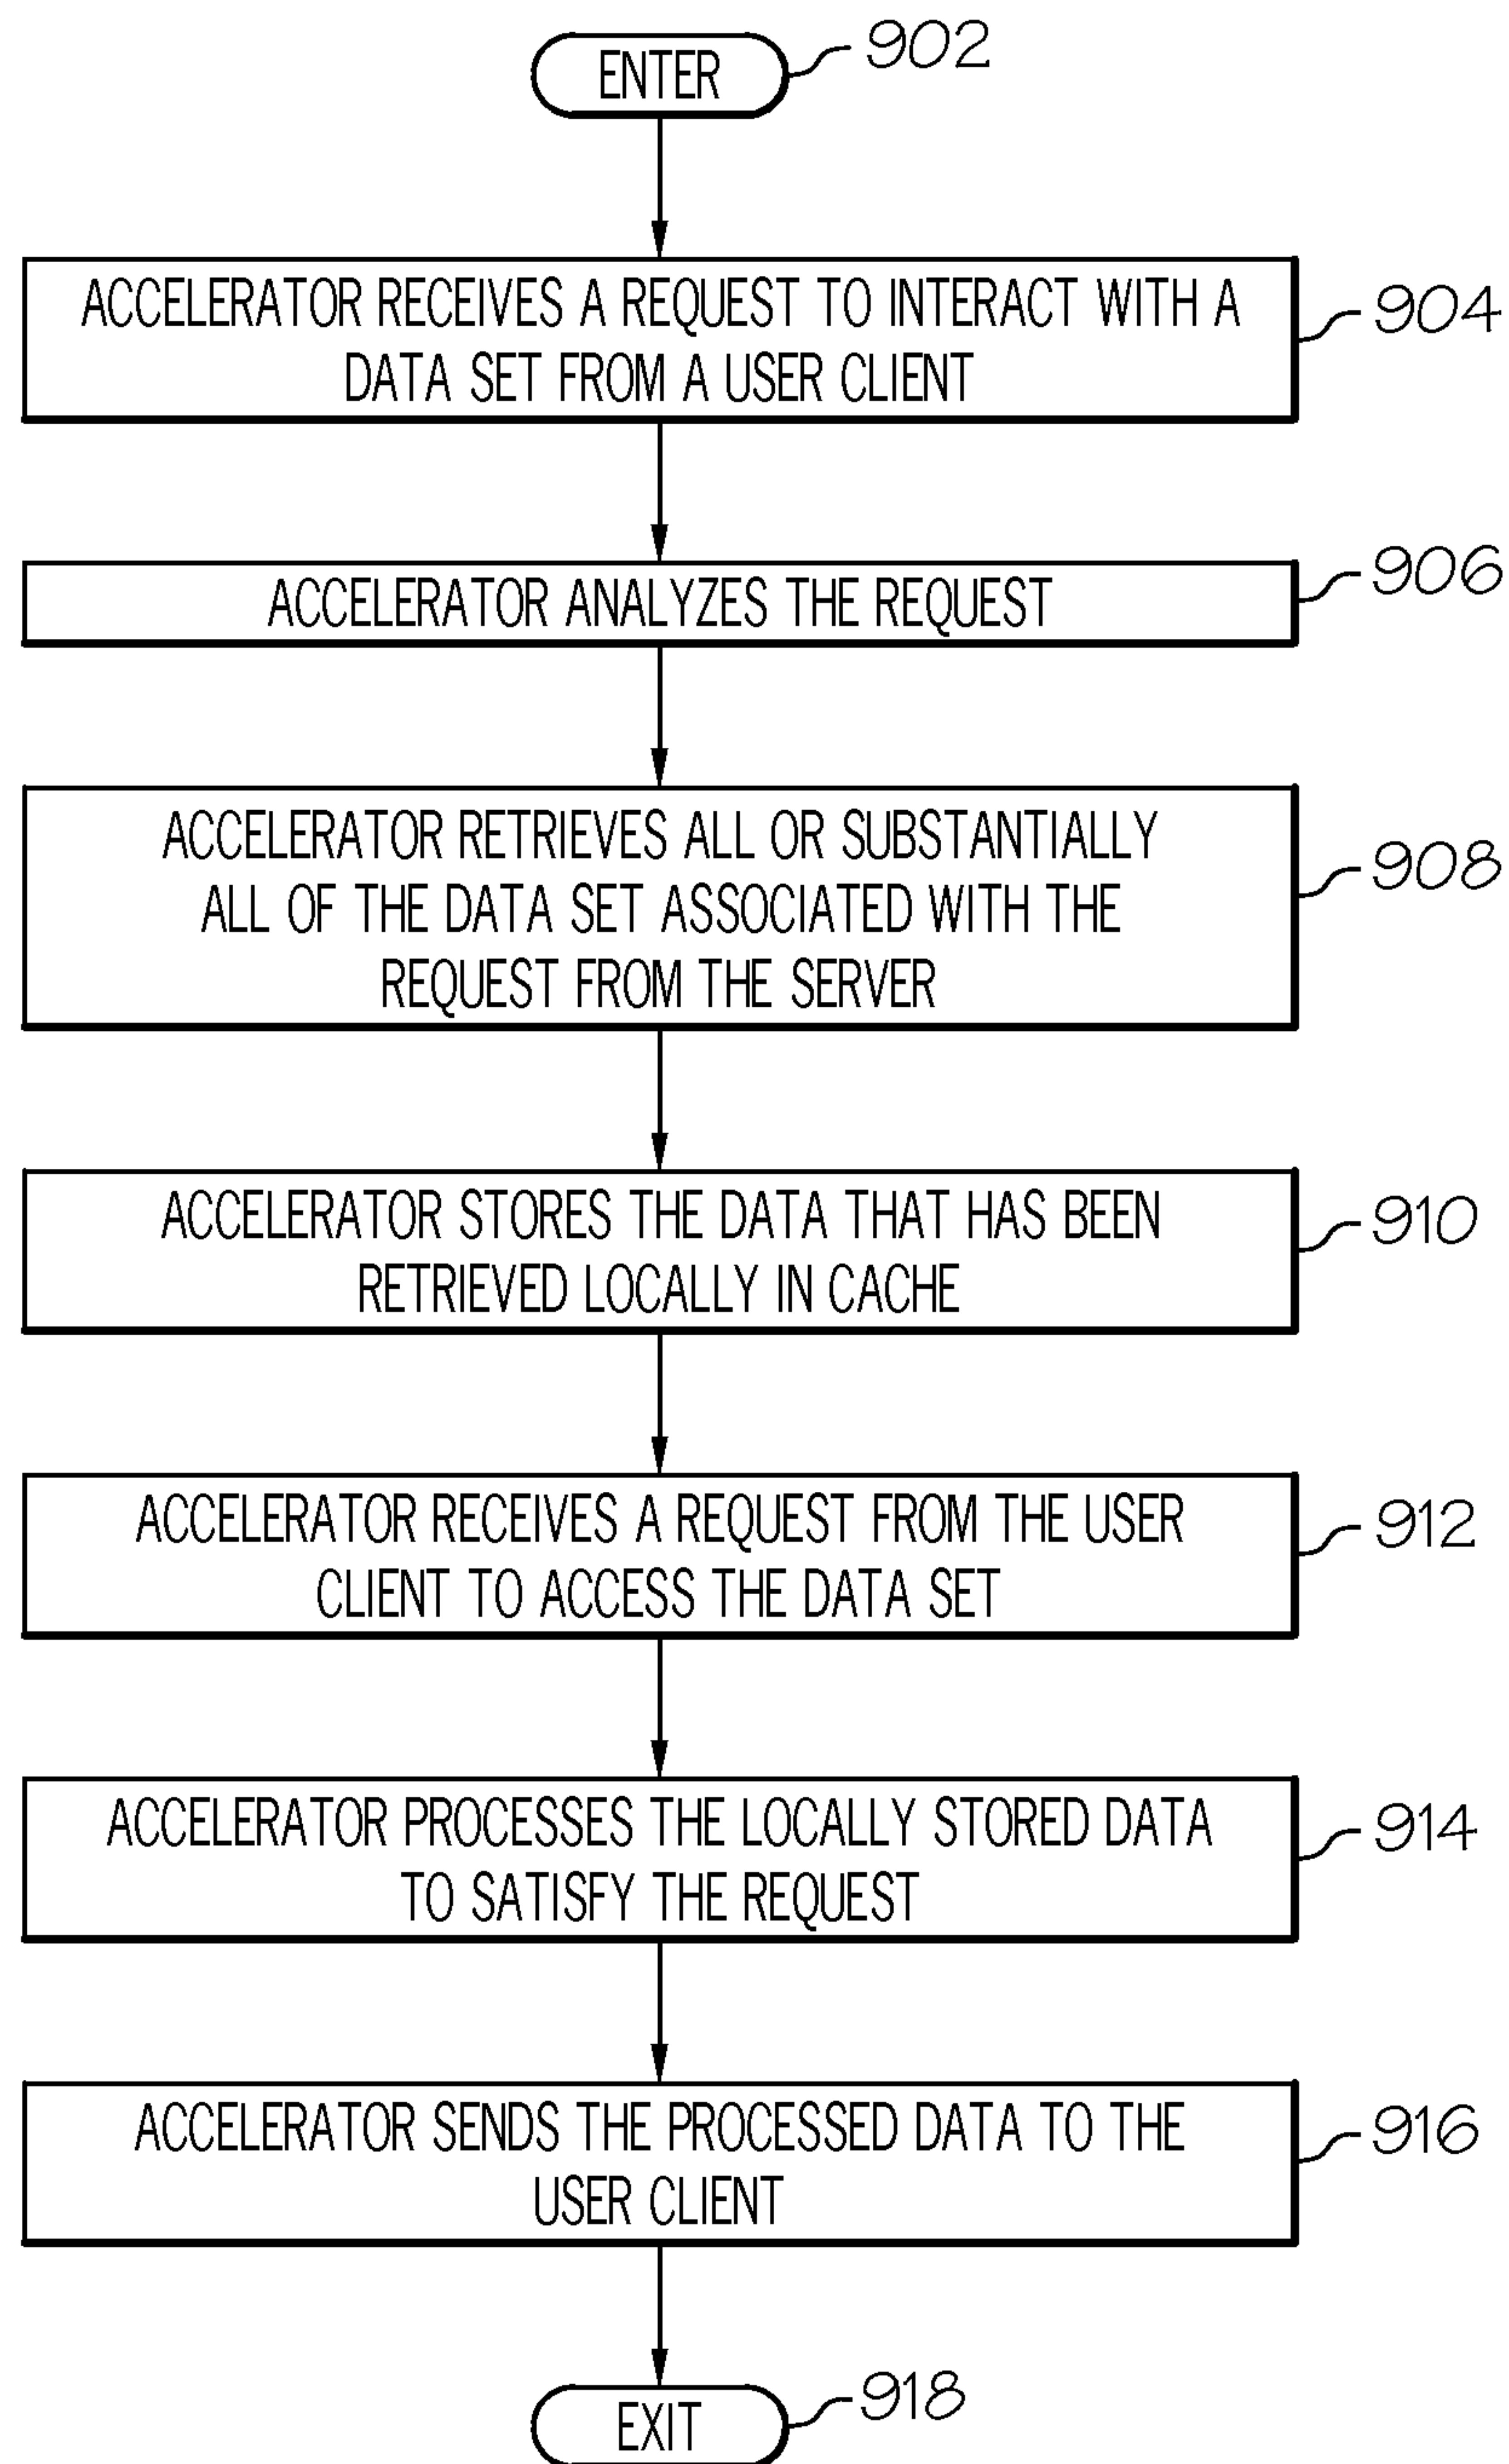 ENTER
902
ACCELERATOR RECEIVES A REQUEST TO INTERACT WITH A
DATA SET FROM A USER CLIENT
904
ACCELERATOR ANALYZES THE REQUEST
906
ACCELERATOR RETRIEVES ALL OR SUBSTANTIALLY
ALL OF THE DATA SET ASSOCIATED WITH THE
REQUEST FROM THE SERVER
908
ACCELERATOR STORES THE DATA THAT HAS BEEN
RETRIEVED LOCALLY IN CACHE
910
ACCELERATOR RECEIVES A REQUEST FROM THE USER
CLIENT TO ACCESS THE DATA SET
912
ACCELERATOR PROCESSES THE LOCALLY STORED DATA
TO SATISFY THE REQUEST
914
ACCELERATOR SENDS THE PROCESSED DATA TO THE
USER CLIENT
916
EXIT
918